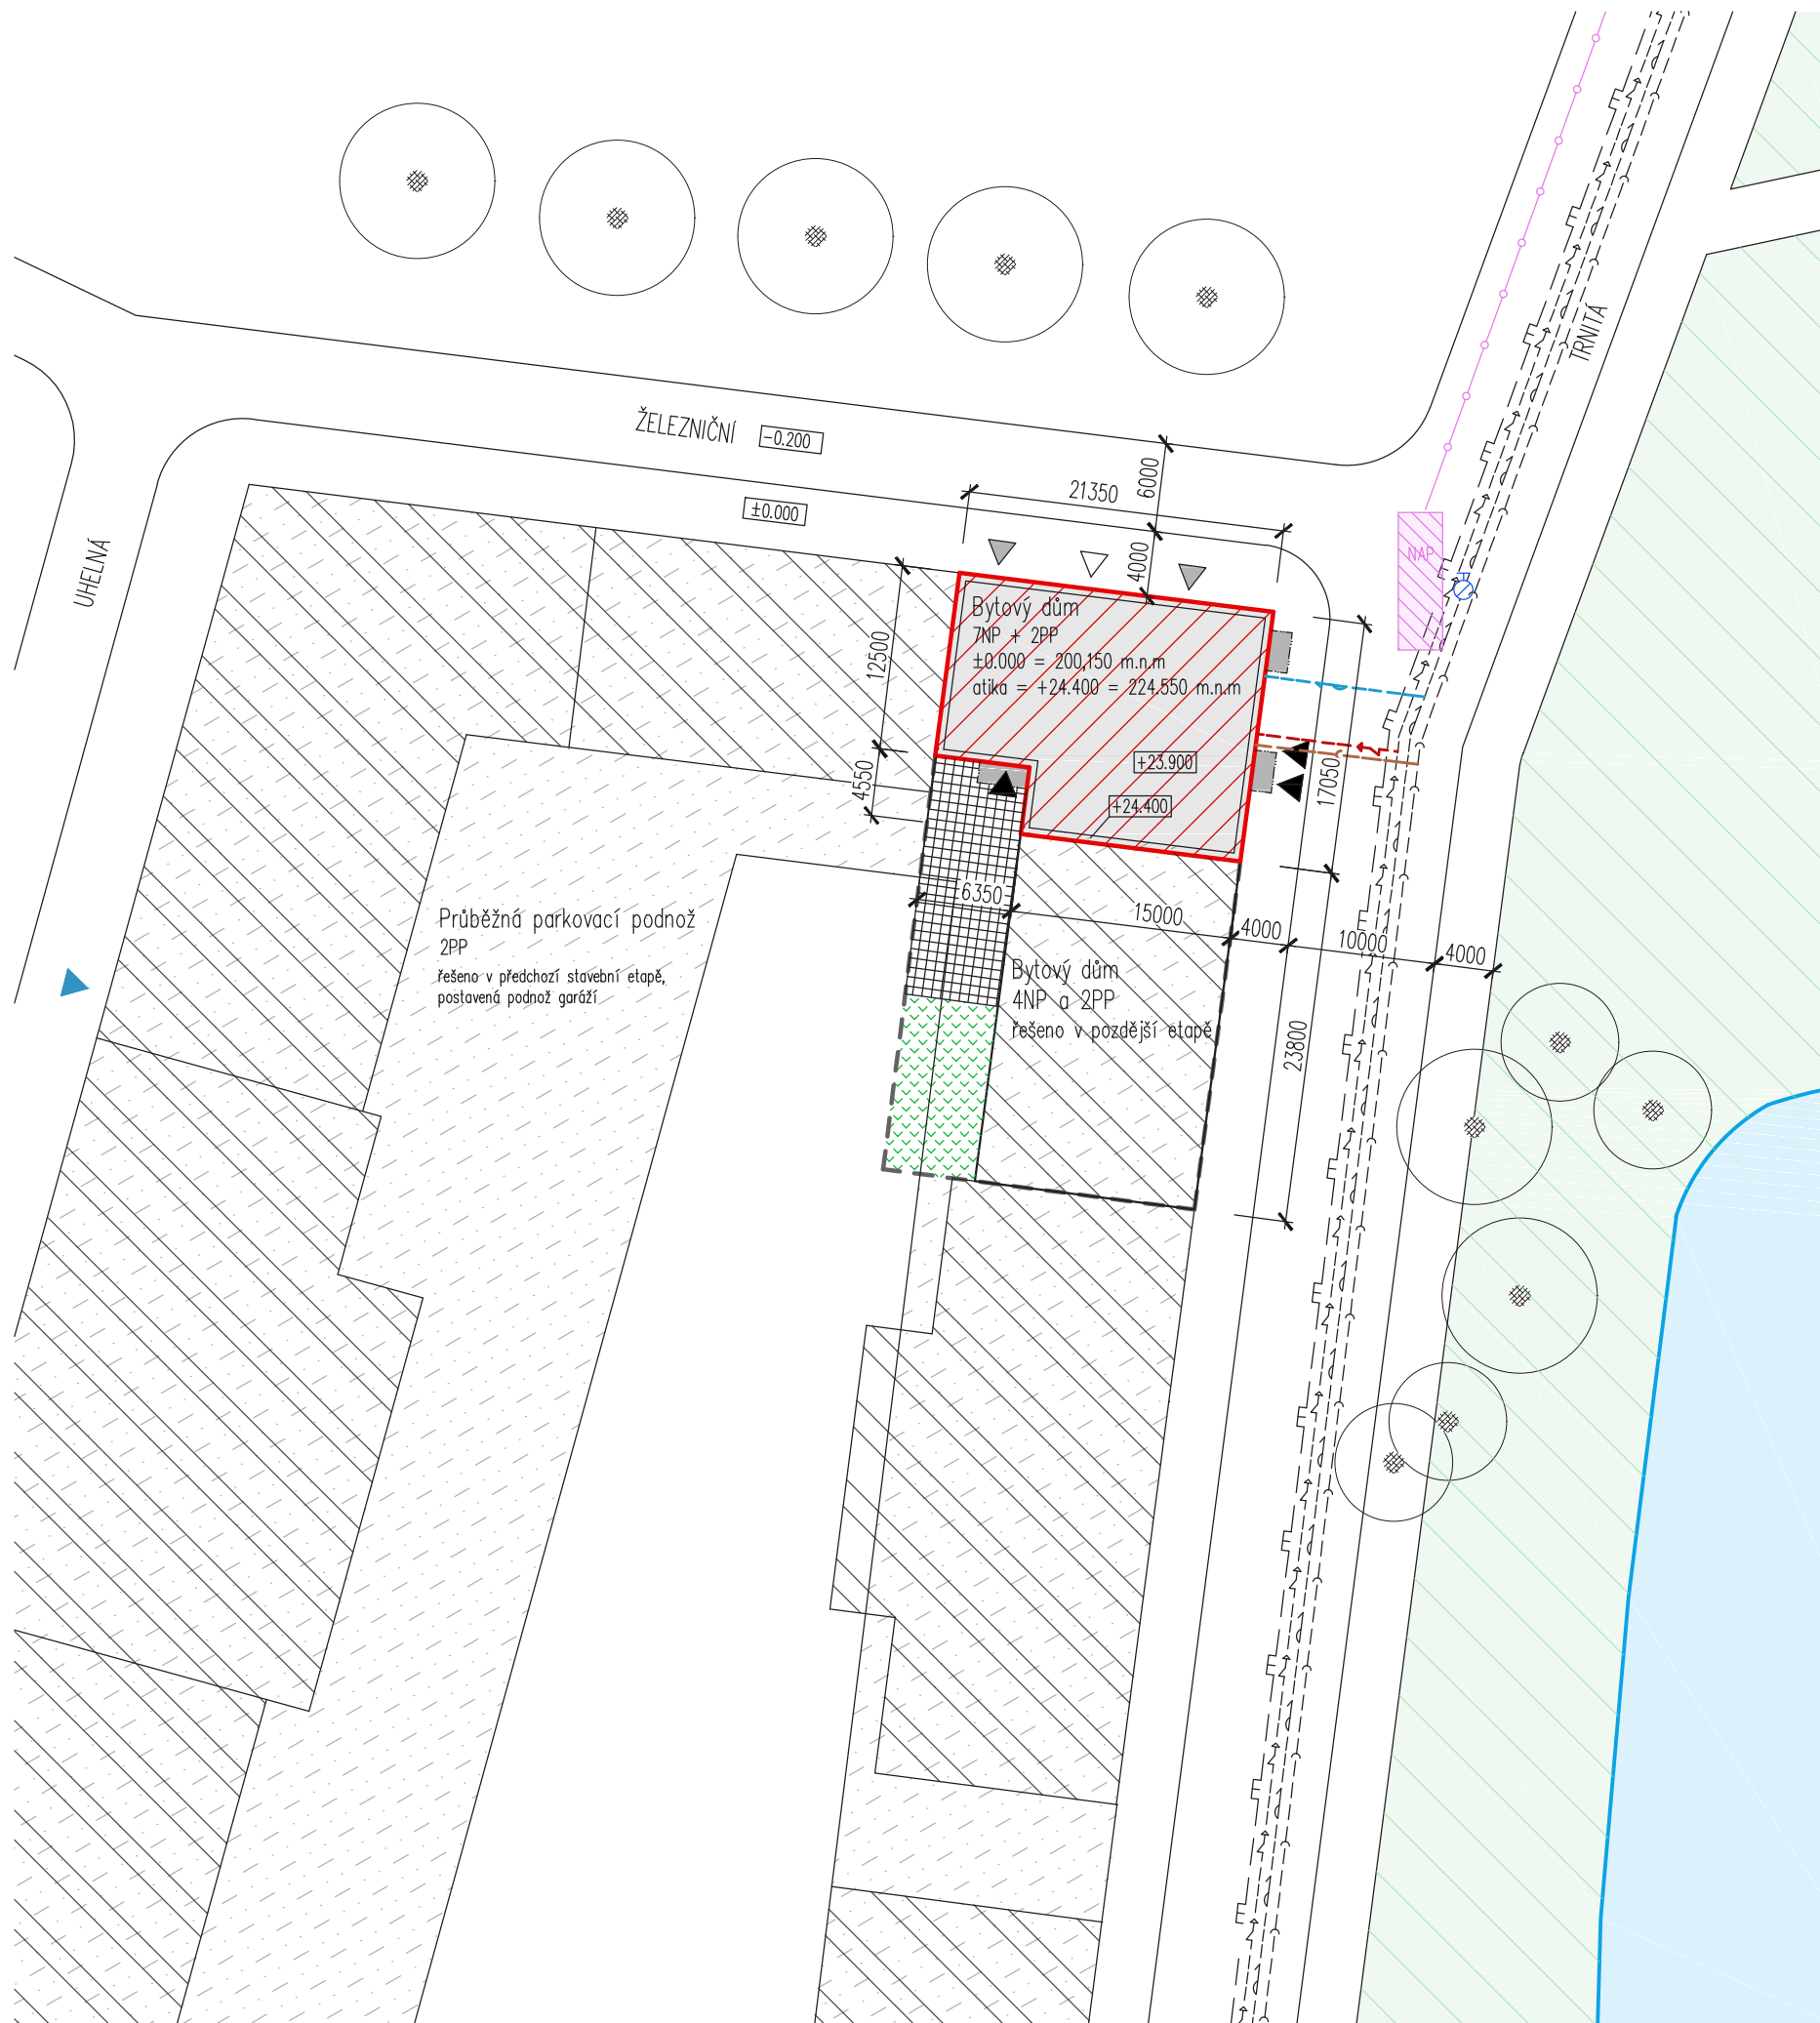 TRNITÁ
ŽELEZNIČNÍ
-0.200
6000
21350
±0.000
4000
UHELNÁ
NAP
Bytový dům
7NP + 2PP
±0.000 = 200,150 m.n.m
atika = +24.400 = 224.550 m.n.m
12500
+23.900
4550
17050
+24.400
6350
15000
4000
10000
4000
Průběžná parkovací podnož
2PP
řešeno v předchozí stavební etapě,
postavená podnož garáží
Bytový dům
4NP a 2PP
řešeno v pozdější etapě
23800